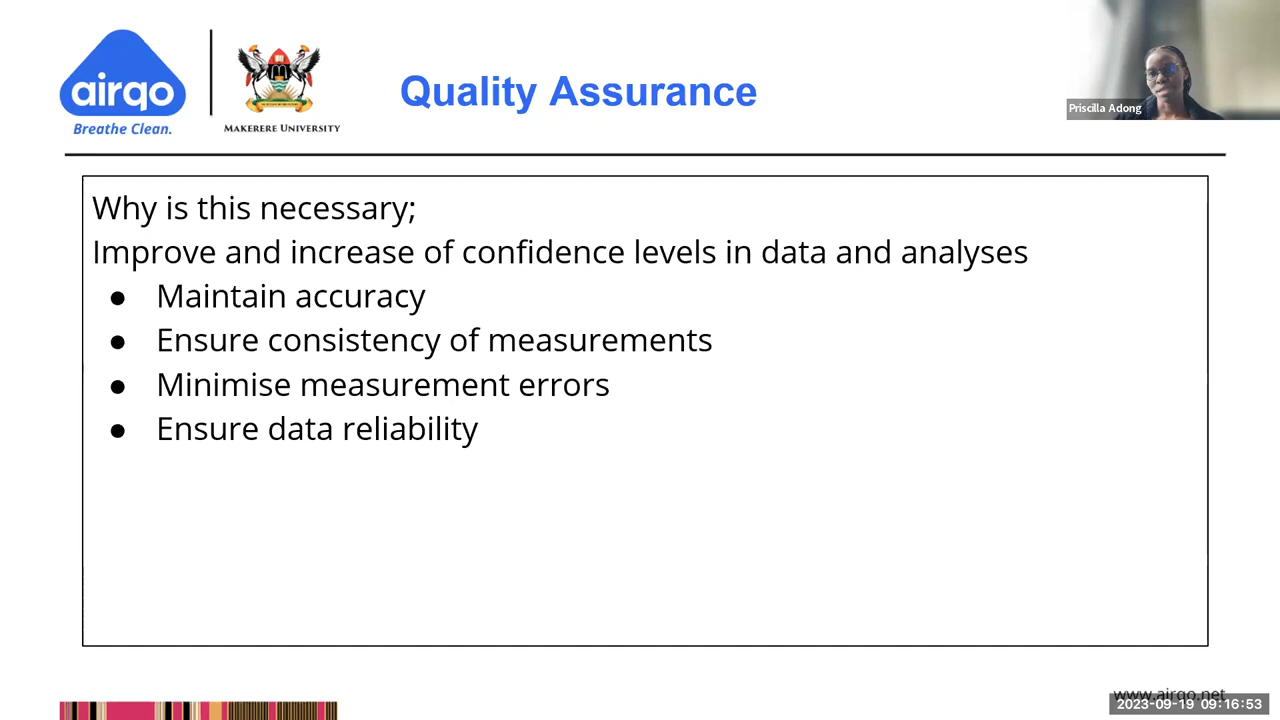 airqo
Breathe Clean.
MAKERERE UNIVERSITY
Quality Assurance
Priscilla Adong
Why is this necessary;
Improve and increase of confidence levels in data and analyses
● Maintain accuracy
● Ensure consistency of measurements
● Minimise measurement errors
● Ensure data reliability
www.airqo.net
2023-09-19 09:16:53